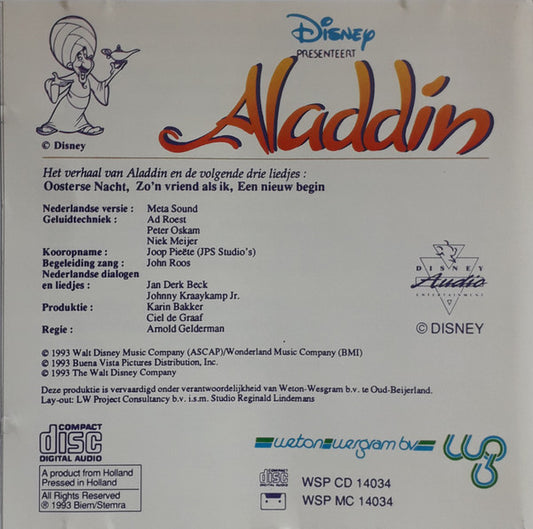 DISNEY
PRESENTEERT
Aladdin
© Disney
Het verhaal van Aladdin en de volgende drie liedjes :
Oosterse Nacht, Zo'n vriend als ik, Een nieuw begin
Nederlandse versie : Meta Sound
Geluidtechniek : Ad Roest
Peter Oskam
Niek Meijer
Kooropname : Joop Pieëte (JPS Studio's)
Begeleiding zang : John Roos
Nederlandse dialogen
en liedjes : Jan Derk Beck
Johnny Kraaykamp Jr.
Produktie : Karin Bakker
Ciel de Graaf
Regie : Arnold Gelderman
DISNEY
Audio
ENTERTAINMENT
© DISNEY
© 1993 Walt Disney Music Company (ASCAP)/Wonderland Music Company (BMI)
© 1993 Buena Vista Pictures Distribution, Inc.
© 1993 The Walt Disney Company
Deze produktie is vervaardigd onder verantwoordelijkheid van Weton-Wesgram b.v. te Oud-Beijerland.
Lay-out: LW Project Consultancy b.v. i.s.m. Studio Reginald Lindemans
COMPACT
disc
DIGITAL AUDIO
weton wesgram bv
A product from Holland
Pressed in Holland
All Rights Reserved
℗ 1993 Biem/Stemra
disc
WSP CD 14034
WSP MC 14034